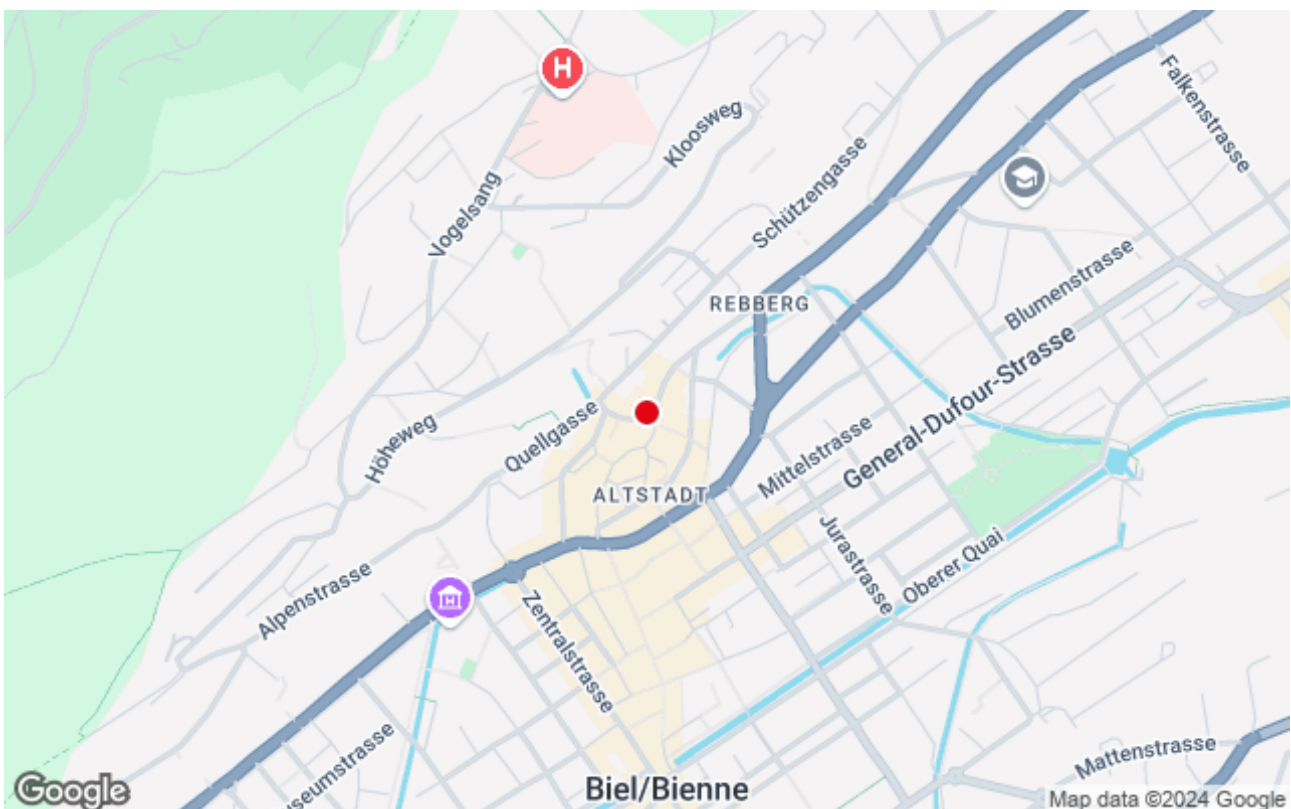 H
Kloosweg
Falkenstrasse
Vogelsang
Schützengasse
REBBERG
Blumenstrasse
General-Dufour-Strasse
Höheweg
Quellgasse
Mittelstrasse
ALTSTADT
Jurastrasse
Oberer Quai
Alpenstrasse
Zentralstrasse
useumstrasse
Mattenstrasse
Biel/Bienne
Google
Map data ©2024 Google